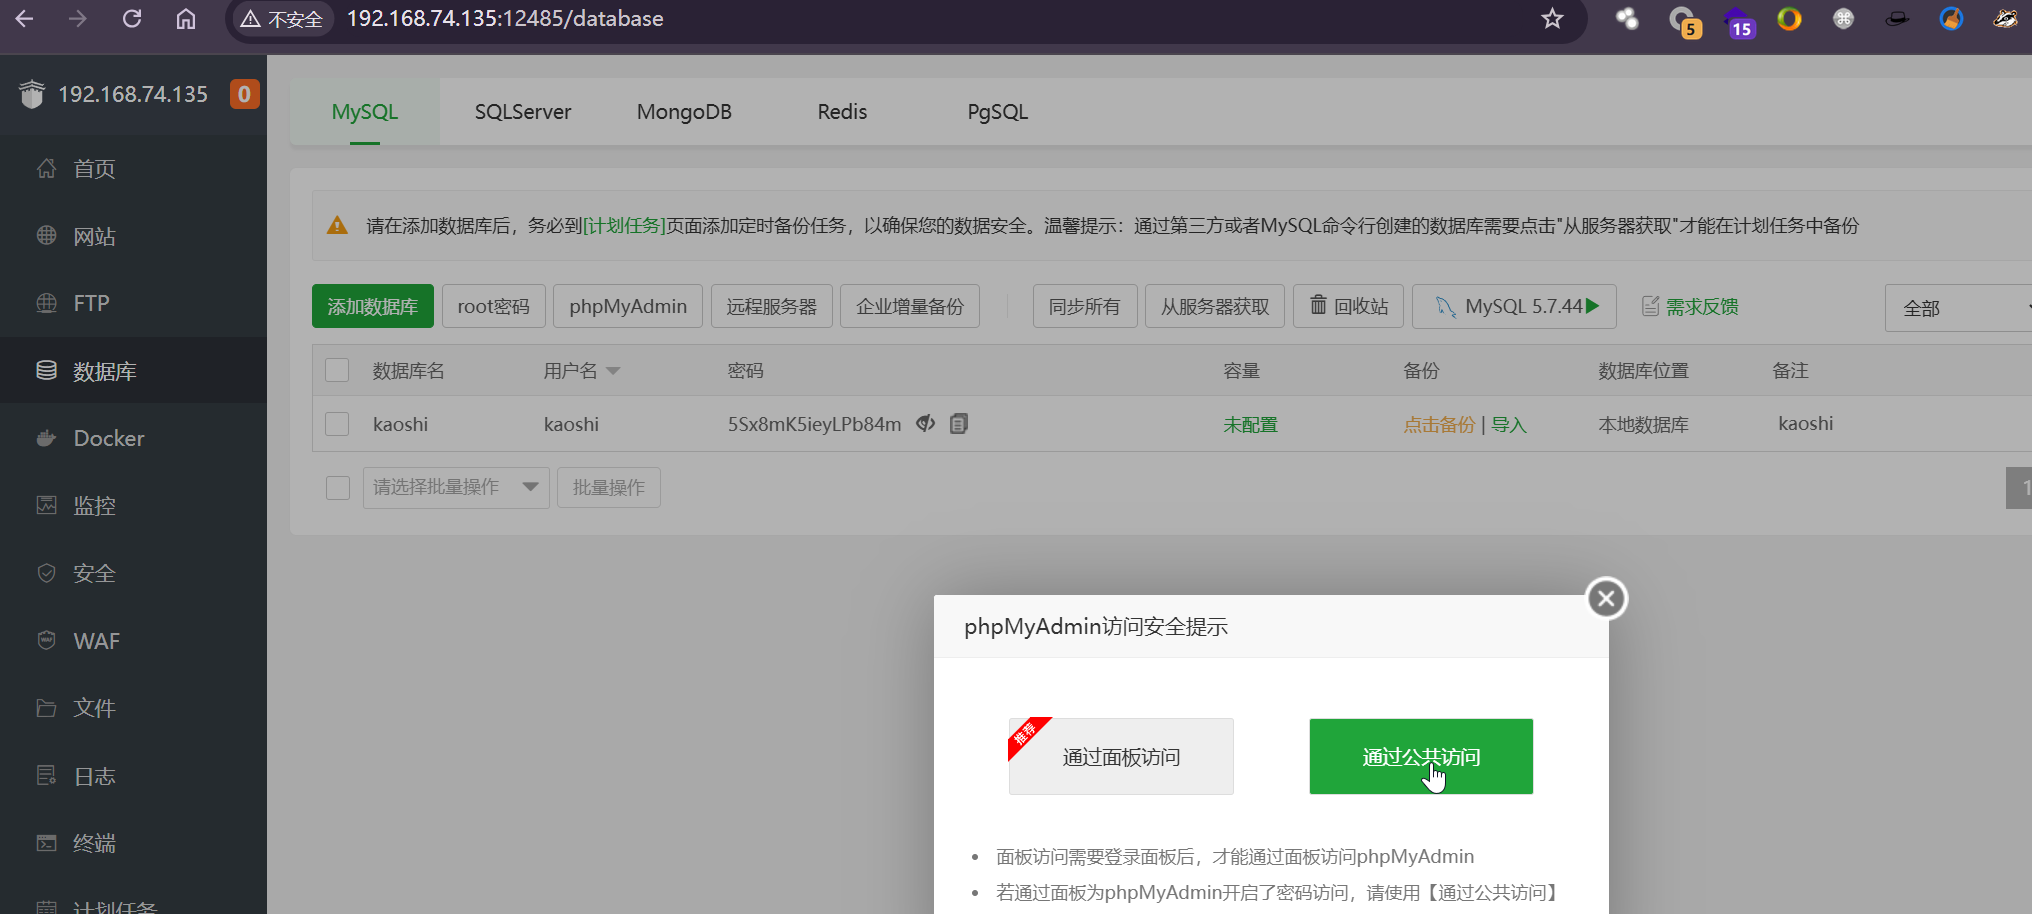 不安全 192.168.74.135:12485/database
5
15
192.168.74.135 0
首页
网站
FTP
数据库
Docker
监控
安全
WAF
文件
日志
终端
计划任务
MySQL SQLServer MongoDB Redis PgSQL
请在添加数据库后，务必到[计划任务]页面添加定时备份任务，以确保您的数据安全。温馨提示：通过第三方或者MySQL命令行创建的数据库需要点击"从服务器获取"才能在计划任务中备份
添加数据库 root密码 phpMyAdmin 远程服务器 企业增量备份 同步所有 从服务器获取 回收站 MySQL 5.7.44 需求反馈 全部
数据库名 用户名 密码 容量 备份 数据库位置 备注
kaoshi kaoshi 5Sx8mK5ieyLPb84m 未配置 点击备份 | 导入 本地数据库 kaoshi
请选择批量操作 批量操作 1
phpMyAdmin访问安全提示
推荐
通过面板访问 通过公共访问
• 面板访问需要登录面板后，才能通过面板访问phpMyAdmin
• 若通过面板为phpMyAdmin开启了密码访问，请使用【通过公共访问】